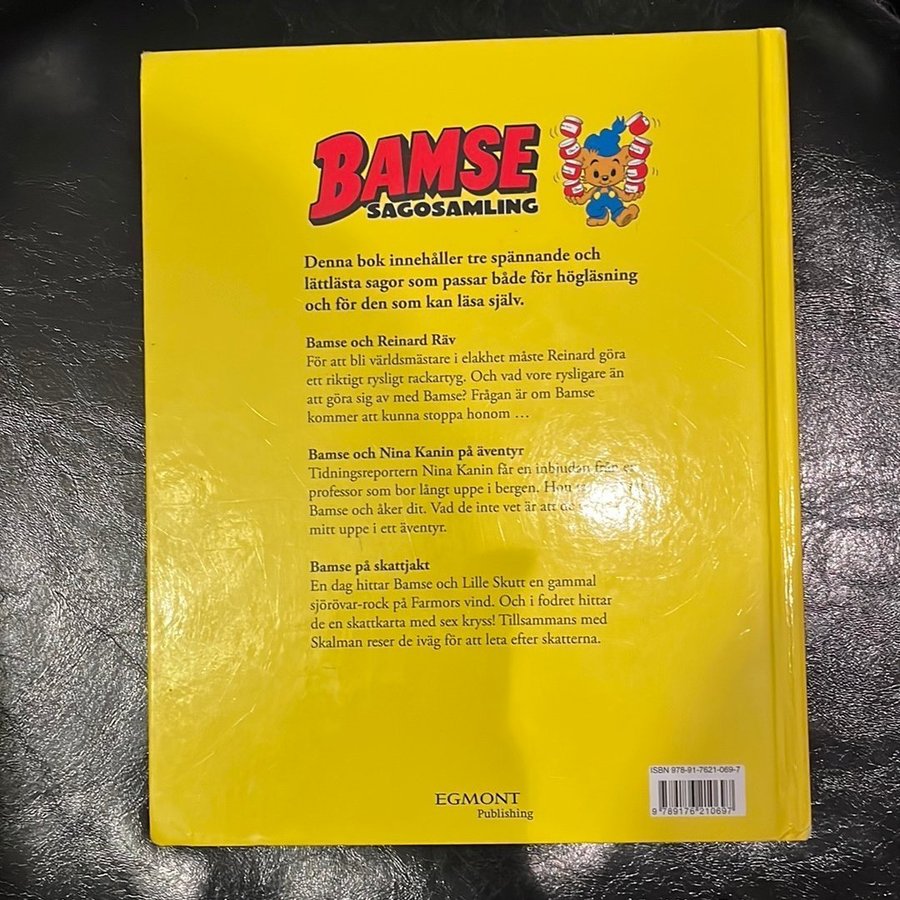 BAMSE
SAGOSAMLING
Denna bok innehåller tre spännande och
lättlästa sagor som passar både för högläsning
och för den som kan läsa själv.
Bamse och Reinard Räv
För att bli världsmästare i elakhet måste Reinard göra
ett riktigt rysligt rackartyg. Och vad vore rysligare än
att göra sig av med Bamse? Frågan är om Bamse
kommer att kunna stoppa honom …
Bamse och Nina Kanin på äventyr
Tidningsreportern Nina Kanin får en inbjudan från
professor som bor långt uppe i bergen. Hon
Bamse och åker dit. Vad de inte vet är att de
mitt uppe i ett äventyr.
Bamse på skattjakt
En dag hittar Bamse och Lille Skutt en gammal
sjörövar-rock på Farmors vind. Och i fodret hittar
de en skattkarta med sex kryss! Tillsammans med
Skalman reser de iväg för att leta efter skatterna.
EGMONT
Publishing
ISBN 978-91-7621-069-7
9 789176 210697